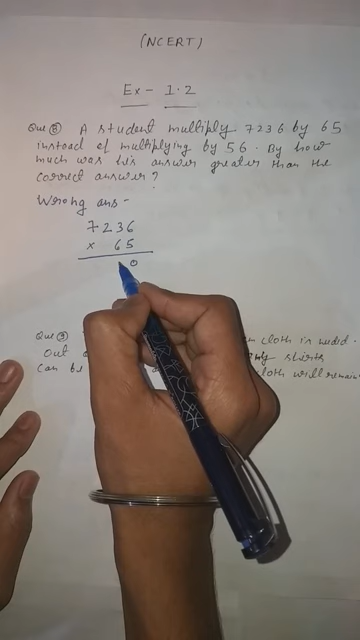 (NCERT)
Ex- 1.2
Que ⑧ A student multiply 7236 by 65
instead of multiplying by 56. By how
much was his answer greater than the
correct answer?
Wrong ans-
7236
x 65
0
Que ⑨ cloth is needed.
Out shirts
can be cloth will remain